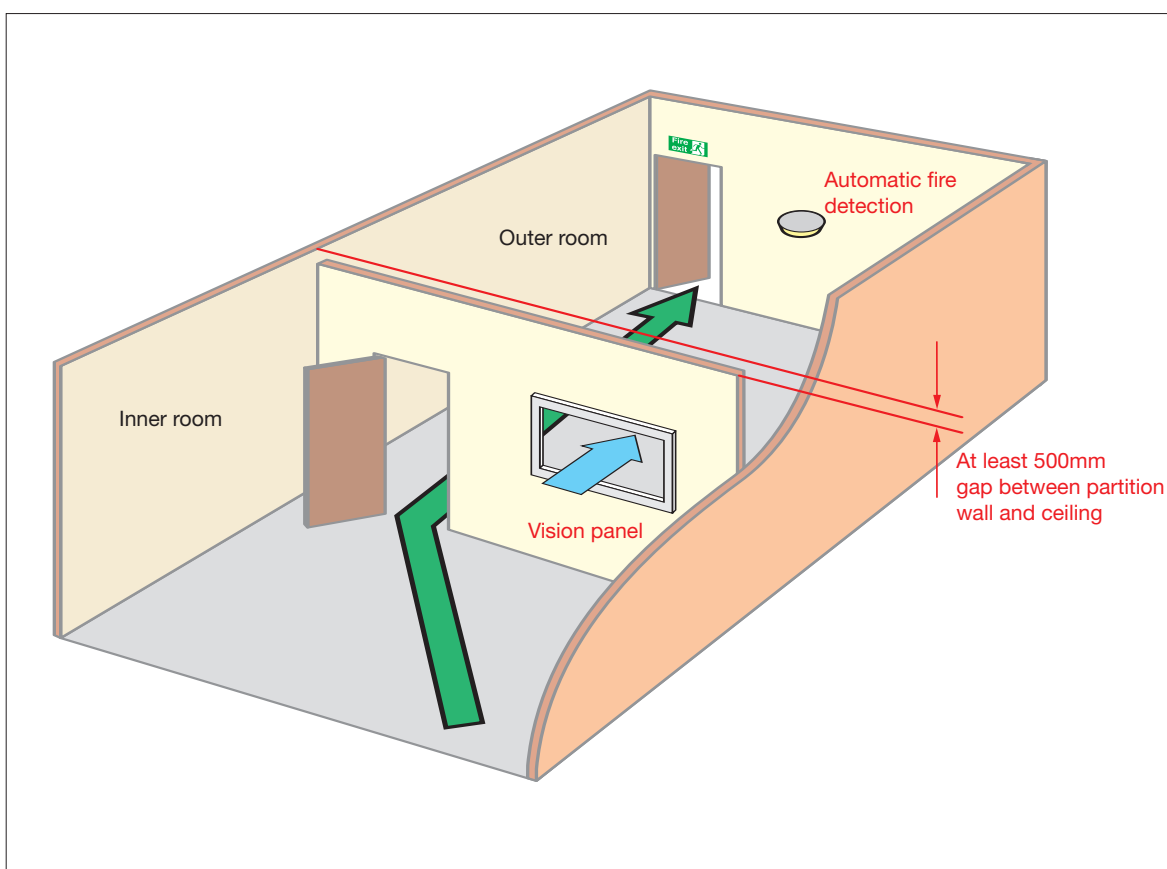 Fire
exit
Automatic fire
detection
Outer room
Inner room
At least 500mm
gap between partition
wall and ceiling
Vision panel